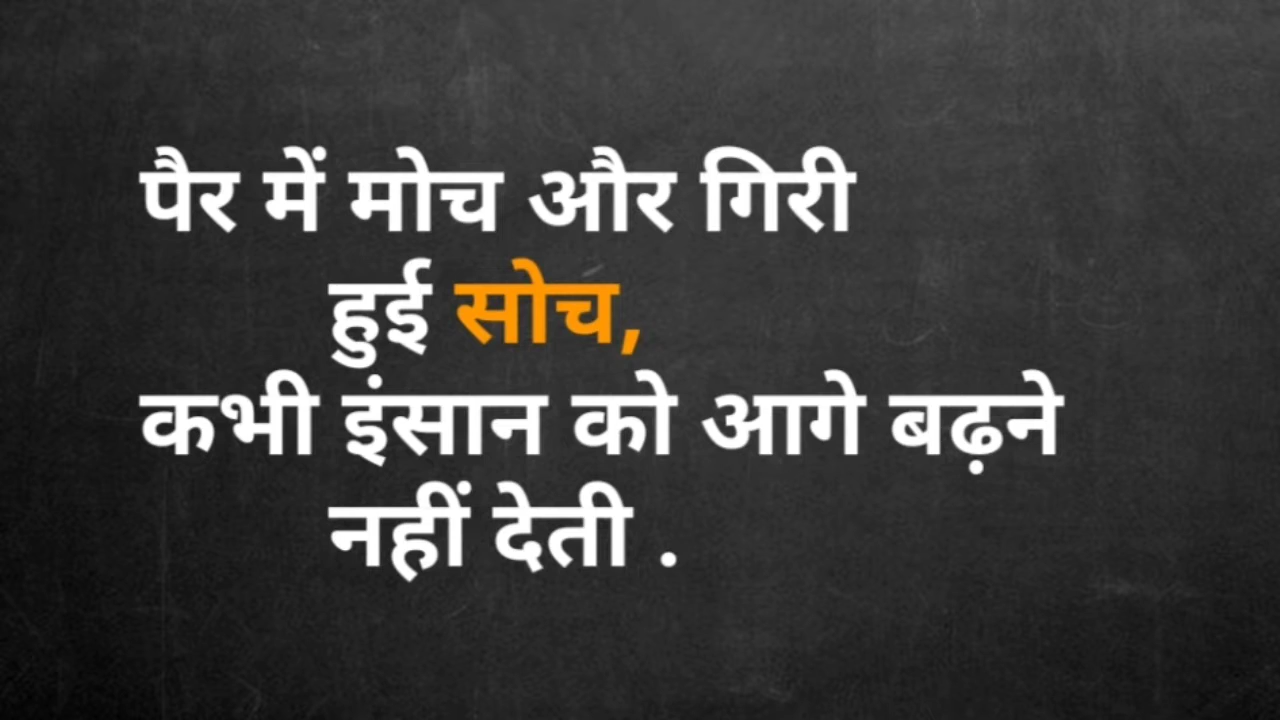 पैर में मोच और गिरी
हुई सोच,
कभी इंसान को आगे बढ़ने
नहीं देती .